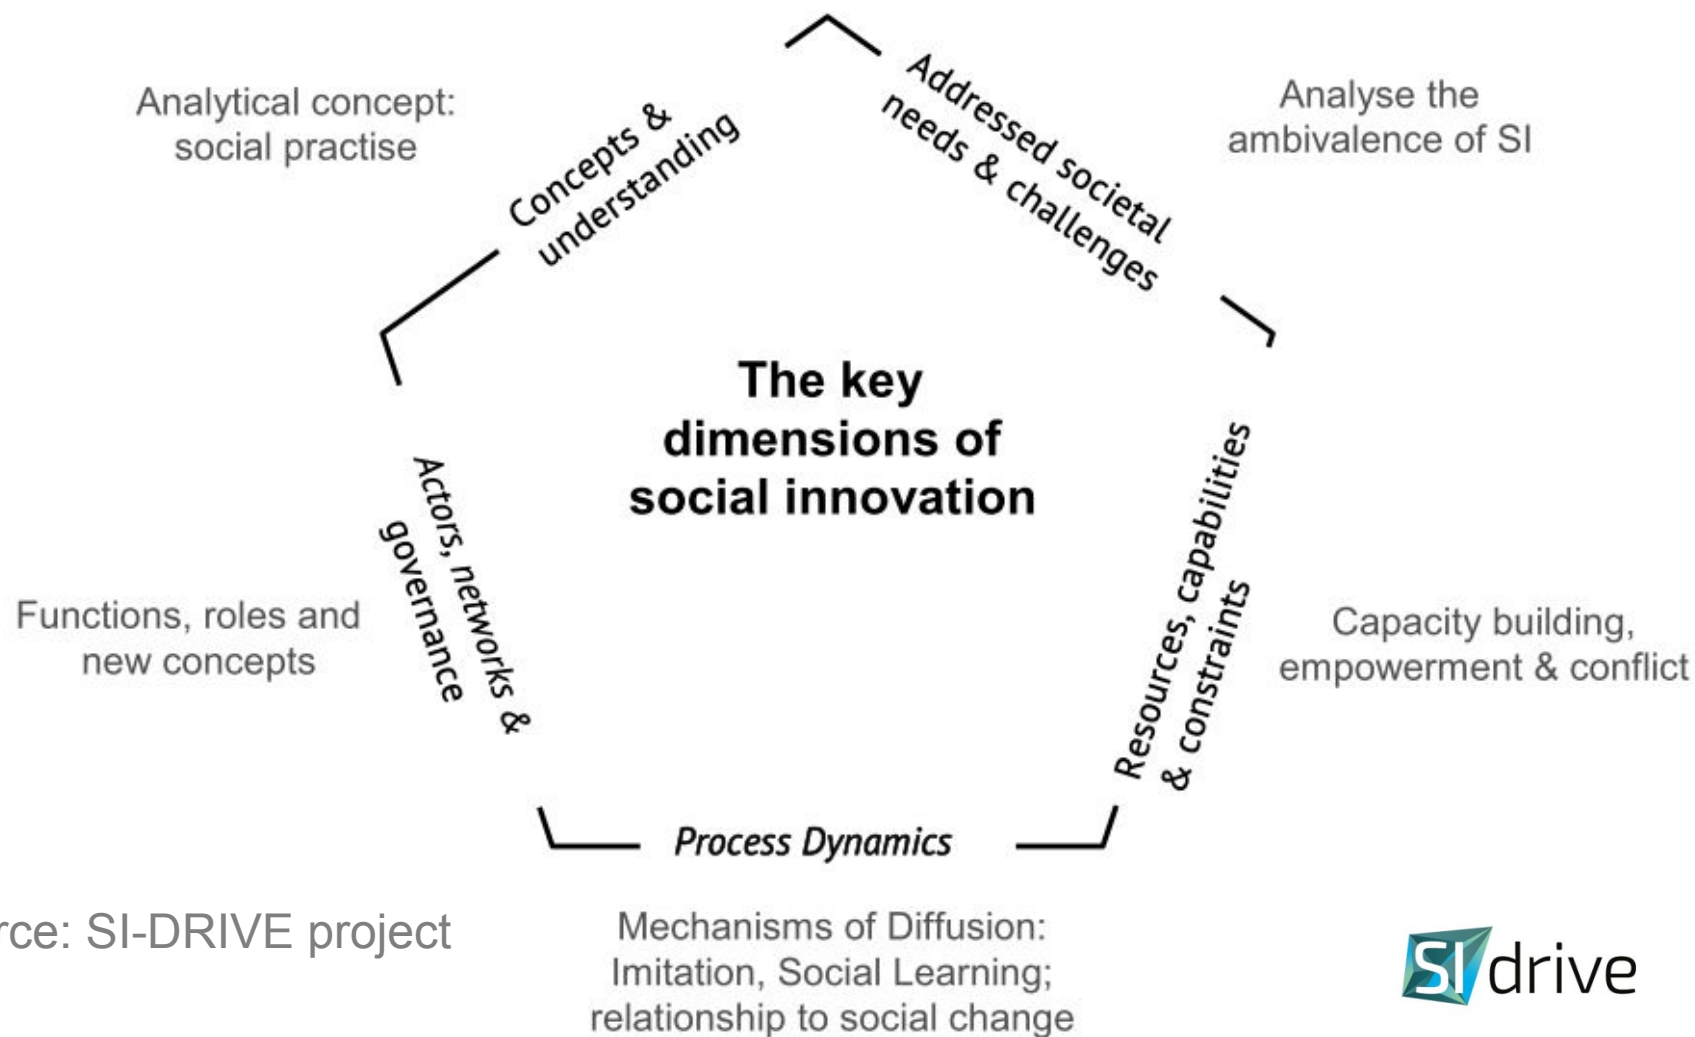 Analytical concept:
social practise
Concepts &
understanding
Addressed societal
needs & challenges
Analyse the
ambivalence of SI
The key
dimensions of
social innovation
Actors, networks &
governance
Functions, roles and
new concepts
Resources, capabilities
& constraints
Capacity building,
empowerment & conflict
Process Dynamics
Mechanisms of Diffusion:
Imitation, Social Learning;
relationship to social change
rce: SI-DRIVE project
SI drive